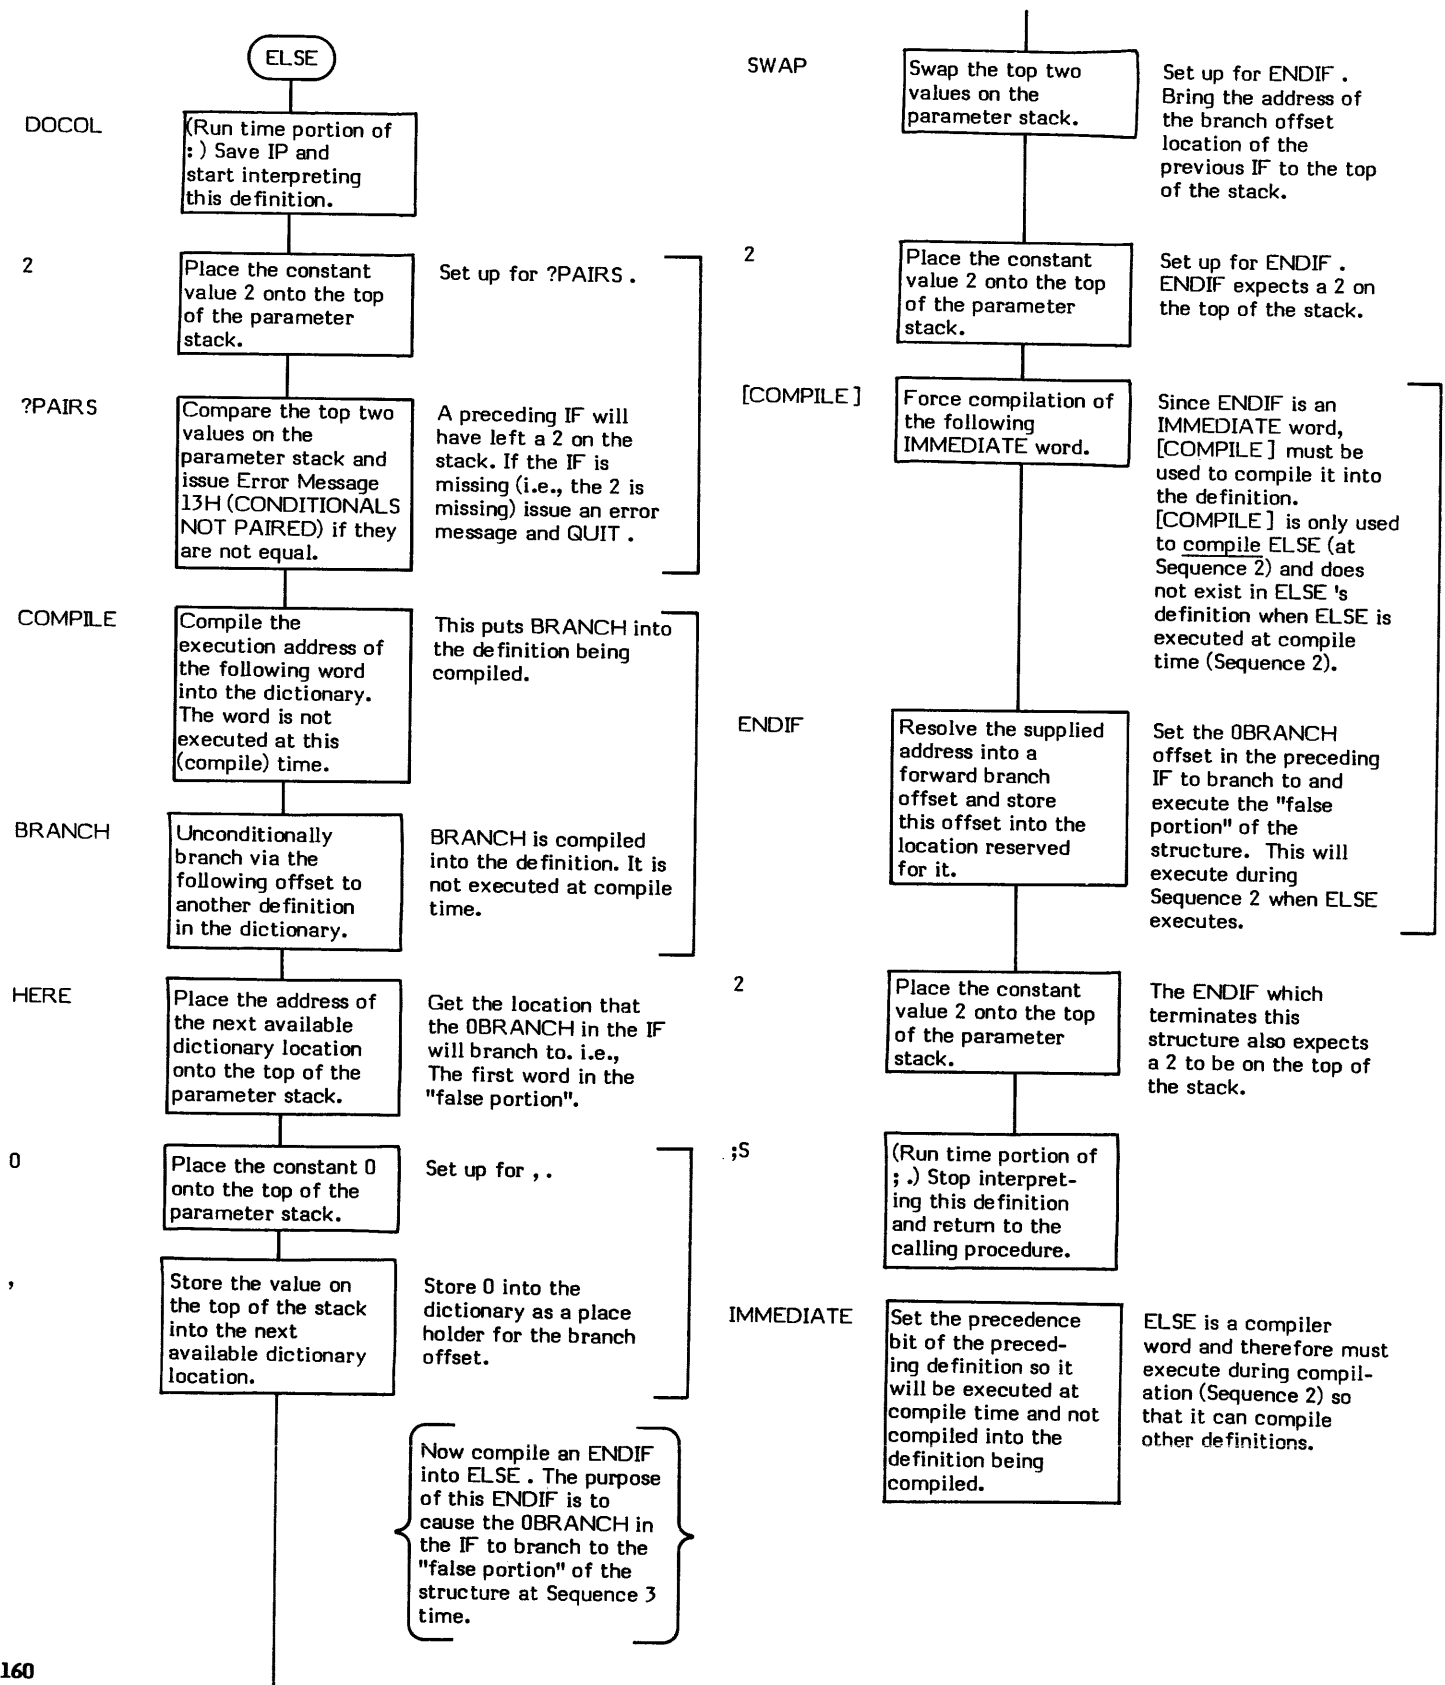 ELSE
DOCOL
(Run time portion of
: ) Save IP and
start interpreting
this definition.
2
Place the constant
value 2 onto the top
of the parameter
stack.
Set up for ?PAIRS .
?PAIRS
Compare the top two
values on the
parameter stack and
issue Error Message
13H (CONDITIONALS
NOT PAIRED) if they
are not equal.
A preceding IF will
have left a 2 on the
stack. If the IF is
missing (i.e., the 2 is
missing) issue an error
message and QUIT .
COMPILE
Compile the
execution address of
the following word
into the dictionary.
The word is not
executed at this
(compile) time.
This puts BRANCH into
the definition being
compiled.
BRANCH
Unconditionally
branch via the
following offset to
another definition
in the dictionary.
BRANCH is compiled
into the definition. It is
not executed at compile
time.
HERE
Place the address of
the next available
dictionary location
onto the top of the
parameter stack.
Get the location that
the 0BRANCH in the IF
will branch to. i.e.,
The first word in the
"false portion".
0
Place the constant 0
onto the top of the
parameter stack.
Set up for , .
,
Store the value on
the top of the stack
into the next
available dictionary
location.
Store 0 into the
dictionary as a place
holder for the branch
offset.
Now compile an ENDIF
into ELSE . The purpose
of this ENDIF is to
cause the 0BRANCH in
the IF to branch to the
"false portion" of the
structure at Sequence 3
time.
160
SWAP
Swap the top two
values on the
parameter stack.
Set up for ENDIF .
Bring the address of
the branch offset
location of the
previous IF to the top
of the stack.
2
Place the constant
value 2 onto the top
of the parameter
stack.
Set up for ENDIF .
ENDIF expects a 2 on
the top of the stack.
[COMPILE]
Force compilation of
the following
IMMEDIATE word.
Since ENDIF is an
IMMEDIATE word,
[COMPILE ] must be
used to compile it into
the definition.
[COMPILE ] is only used
to compile ELSE (at
Sequence 2) and does
not exist in ELSE 's
definition when ELSE is
executed at compile
time (Sequence 2).
ENDIF
Resolve the supplied
address into a
forward branch
offset and store
this offset into the
location reserved
for it.
Set the 0BRANCH
offset in the preceding
IF to branch to and
execute the "false
portion" of the
structure. This will
execute during
Sequence 2 when ELSE
executes.
2
Place the constant
value 2 onto the top
of the parameter
stack.
The ENDIF which
terminates this
structure also expects
a 2 to be on the top of
the stack.
;S
(Run time portion of
; .) Stop interpret-
ing this definition
and return to the
calling procedure.
IMMEDIATE
Set the precedence
bit of the preced-
ing definition so it
will be executed at
compile time and not
compiled into the
definition being
compiled.
ELSE is a compiler
word and therefore must
execute during compil-
ation (Sequence 2) so
that it can compile
other definitions.